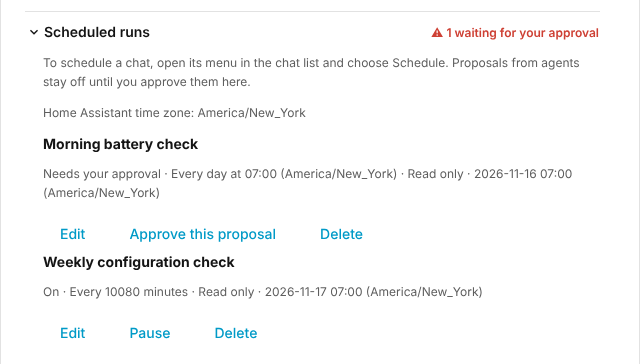 Scheduled runs
1 waiting for your approval
To schedule a chat, open its menu in the chat list and choose Schedule. Proposals from agents
stay off until you approve them here.
Home Assistant time zone: America/New_York
Morning battery check
Needs your approval · Every day at 07:00 (America/New_York) · Read only · 2026-11-16 07:00
(America/New_York)
Edit Approve this proposal Delete
Weekly configuration check
On · Every 10080 minutes · Read only · 2026-11-17 07:00 (America/New_York)
Edit Pause Delete